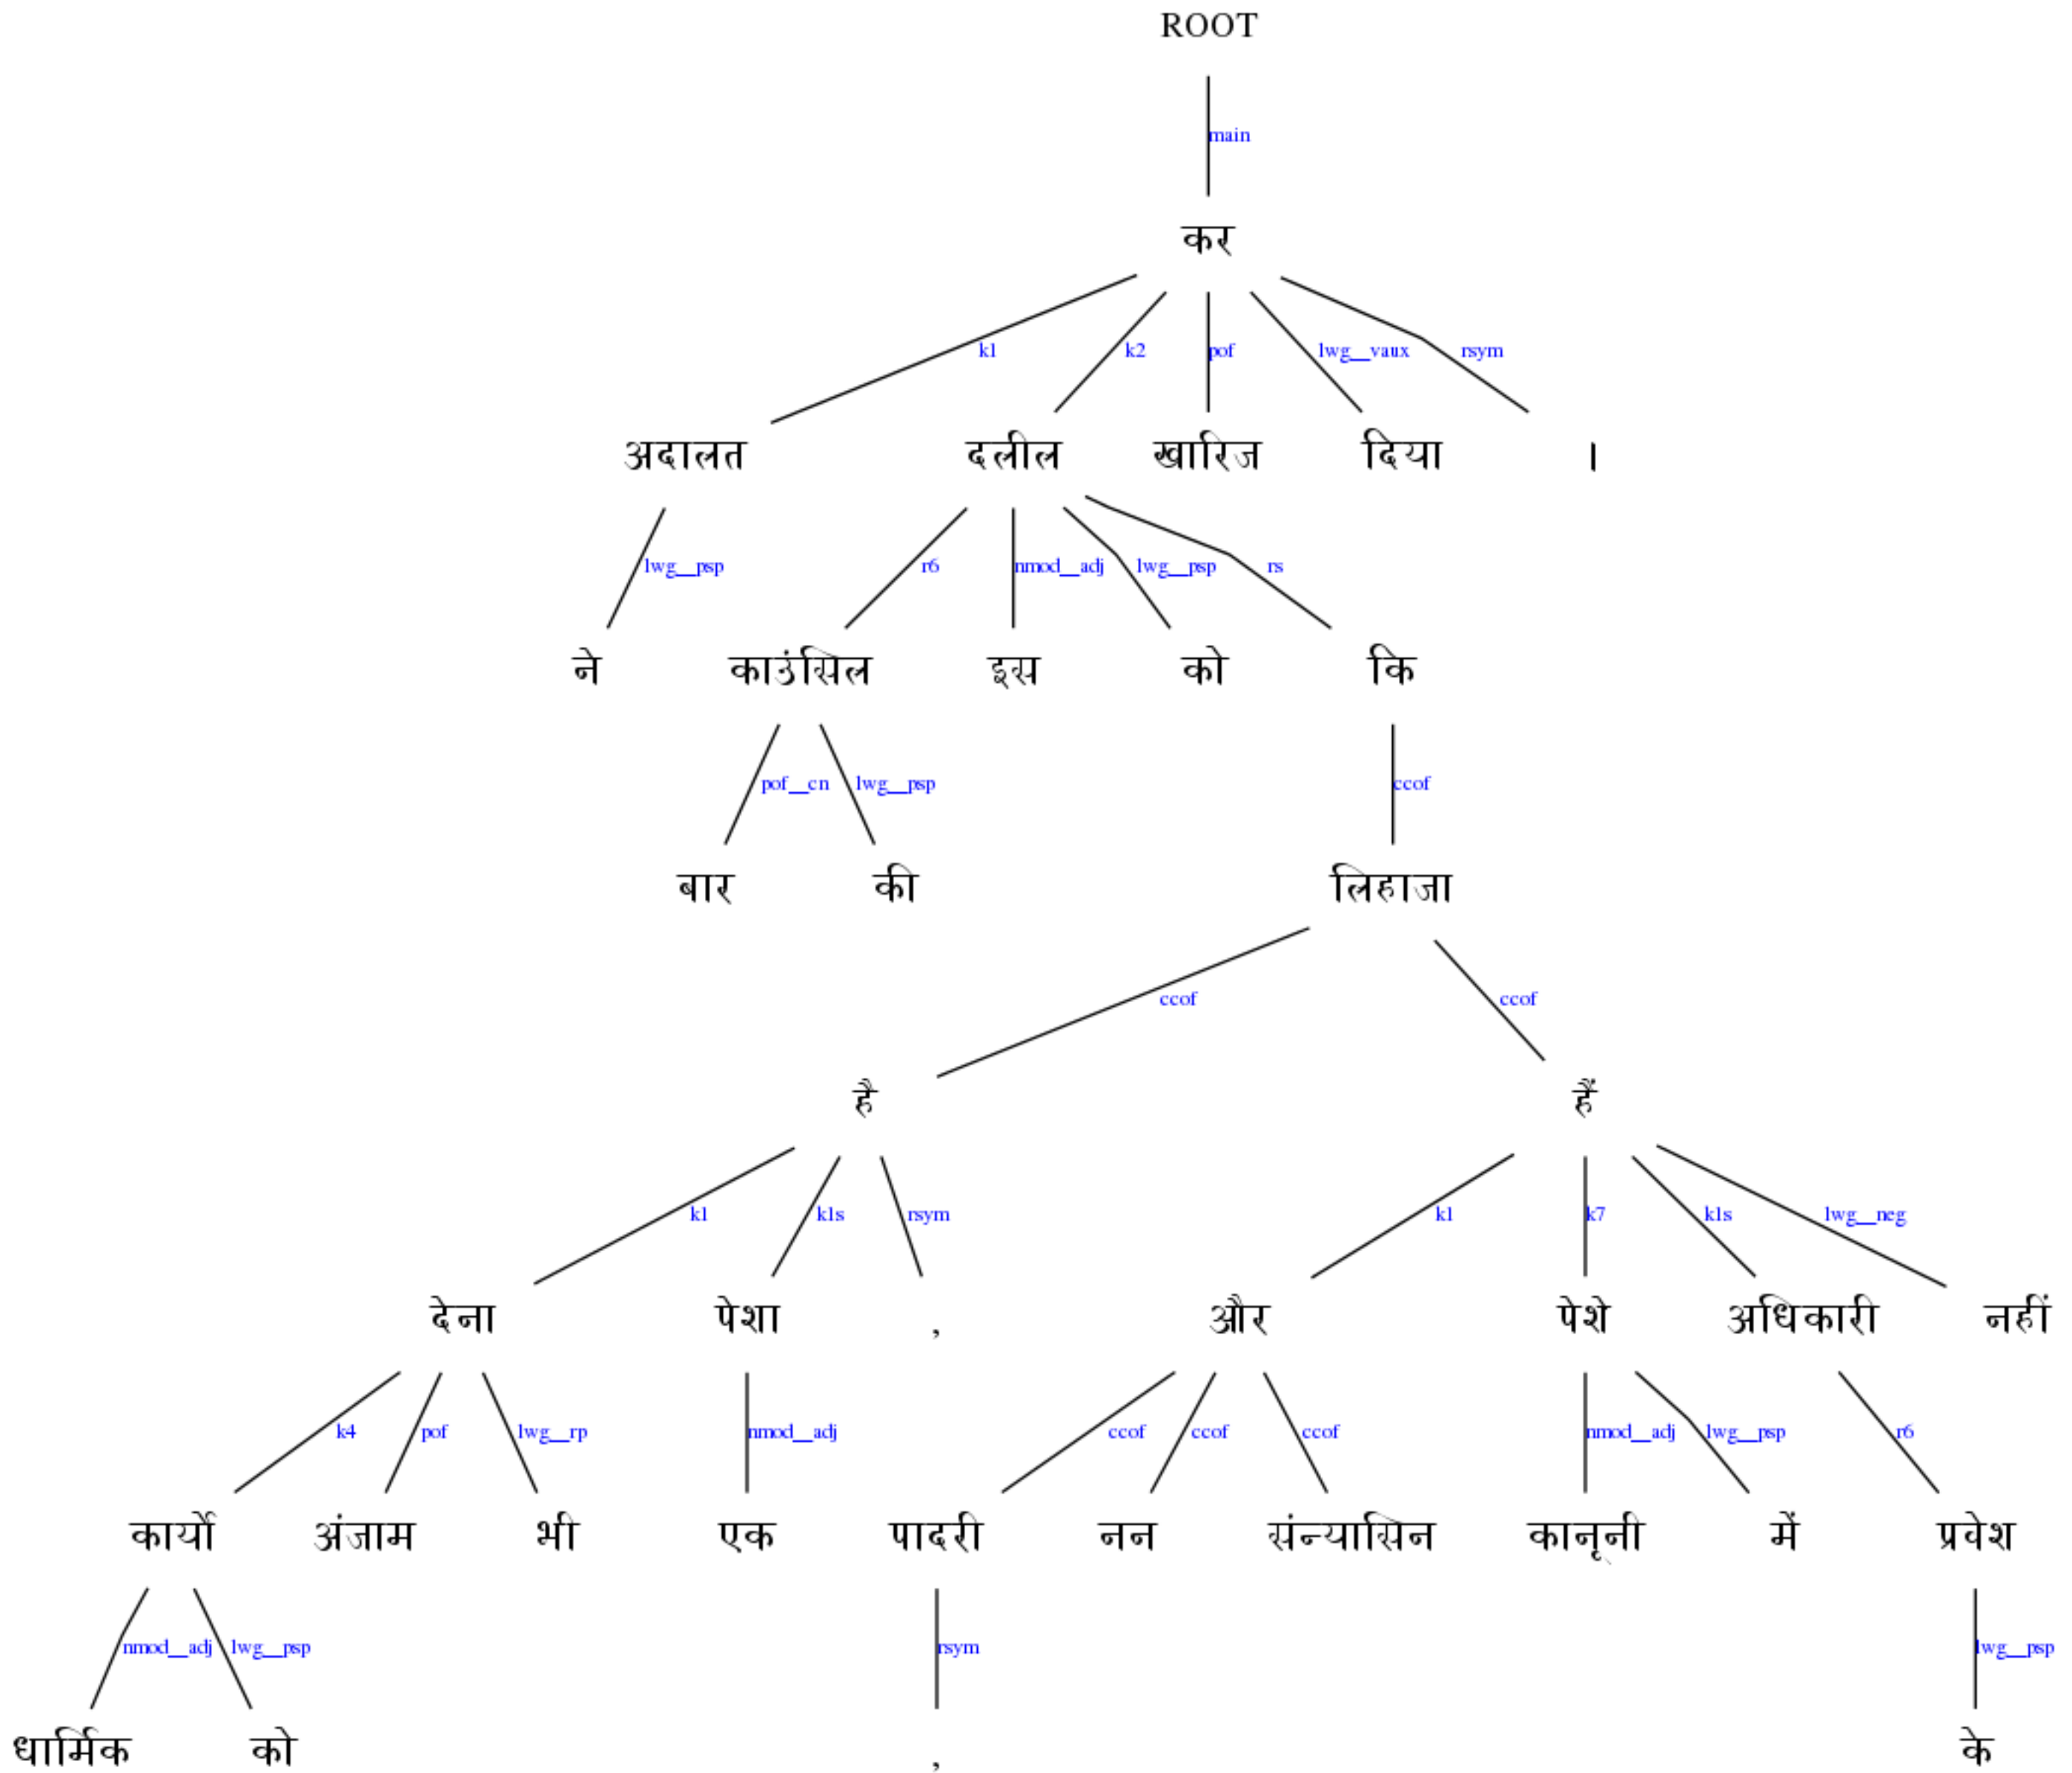 ROOT
main
कर
k1 k2 pof lwg__vaux rsym
अदालत दलील खारिज दिया ।
lwg__psp r6 nmod__adj lwg__psp rs
ने काउंसिल इस को कि
pof__cn lwg__psp ccof
बार की लिहाजा
ccof ccof
है हैं
k1 k1s rsym k1 k7 k1s lwg__neg
देना पेशा , और पेशे अधिकारी नहीं
k4 pof lwg__rp nmod__adj ccof ccof ccof nmod__adj lwg__psp r6
कार्यों अंजाम भी एक पादरी नन संन्यासिन कानूनी में प्रवेश
nmod__adj lwg__psp rsym lwg__psp
धार्मिक को , के